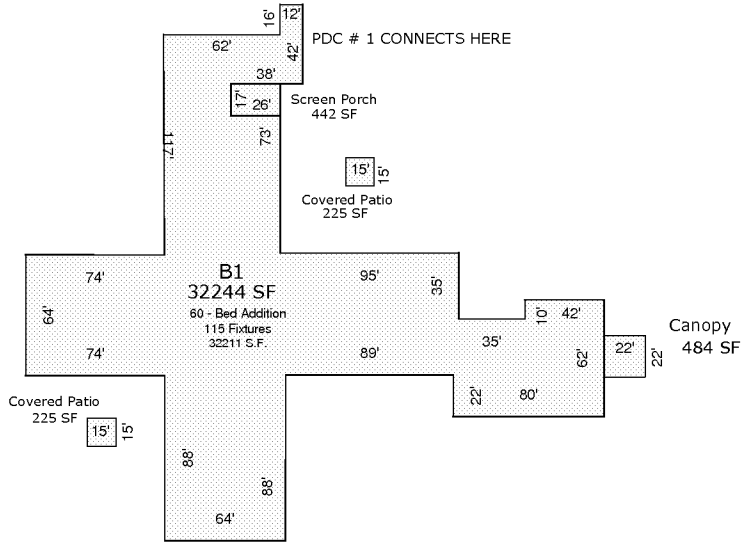 16'
12'
62'
42'
PDC # 1 CONNECTS HERE
38'
17'
26'
Screen Porch
442 SF
117'
73'
15'
15'
Covered Patio
225 SF
74'
B1
32244 SF
60 - Bed Addition
115 Fixtures
32211 S.F.
95'
35'
64'
10'
42'
Canopy
484 SF
74'
89'
35'
62'
22'
22'
22'
80'
Covered Patio
225 SF
15'
15'
88'
88'
64'